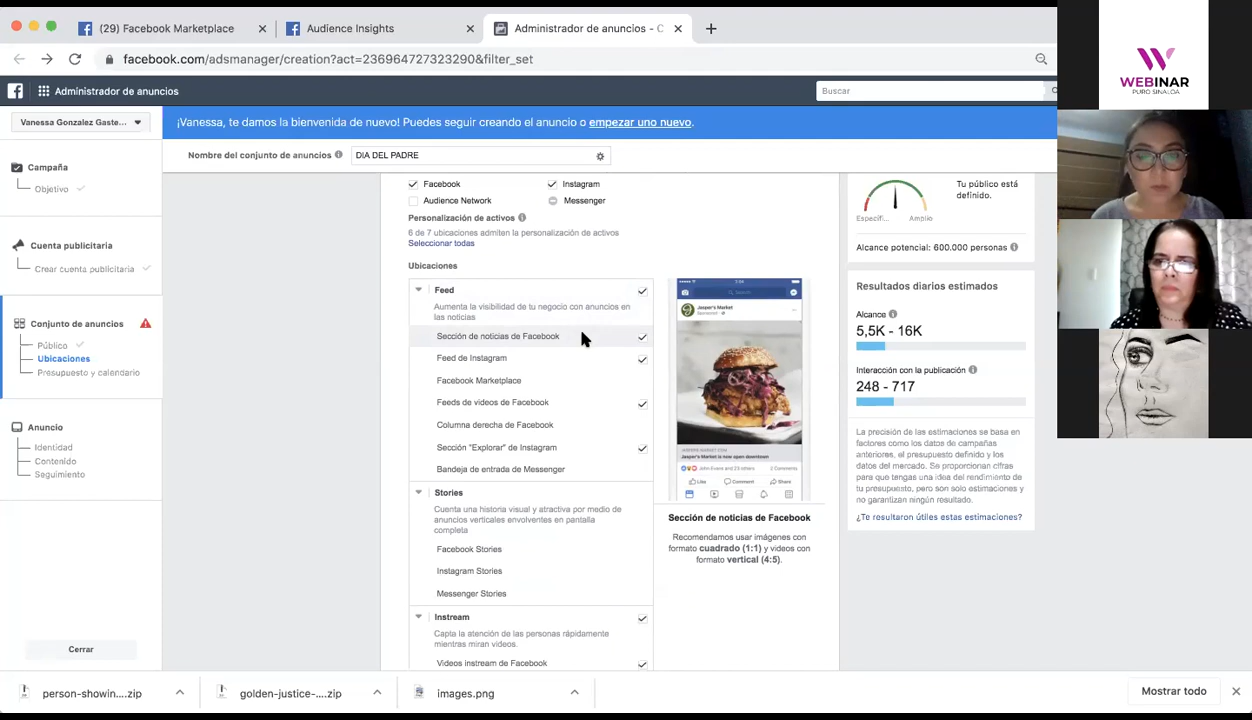 (29) Facebook Marketplace
Audience Insights
Administrador de anuncios - C
facebook.com/adsmanager/creation?act=236964727323290&filter_set
Administrador de anuncios
Buscar
Vanessa Gonzalez Gaste...
¡Vanessa, te damos la bienvenida de nuevo! Puedes seguir creando el anuncio o empezar uno nuevo.
Nombre del conjunto de anuncios
DIA DEL PADRE
Campaña
Objetivo
Cuenta publicitaria
Crear cuenta publicitaria
Conjunto de anuncios
Público
Ubicaciones
Presupuesto y calendario
Anuncio
Identidad
Contenido
Seguimiento
Cerrar
Facebook
Instagram
Audience Network
Messenger
Personalización de activos
6 de 7 ubicaciones admiten la personalización de activos
Seleccionar todas
Ubicaciones
Feed
Aumenta la visibilidad de tu negocio con anuncios en
las noticias
Sección de noticias de Facebook
Feed de Instagram
Facebook Marketplace
Feeds de videos de Facebook
Columna derecha de Facebook
Sección "Explorar" de Instagram
Bandeja de entrada de Messenger
Stories
Cuenta una historia visual y atractiva por medio de
anuncios verticales envolventes en pantalla
completa
Facebook Stories
Instagram Stories
Messenger Stories
Instream
Capta la atención de las personas rápidamente
mientras miran videos.
Videos instream de Facebook
Jasper's Market
Jasper's Market is now open downtown
Like
Comment
Share
Sección de noticias de Facebook
Recomendamos usar imágenes con
formato cuadrado (1:1) y videos con
formato vertical (4:5).
Específi...
Amplio
Tu público está
definido.
Alcance potencial: 600.000 personas
Resultados diarios estimados
Alcance
5,5K - 16K
Interacción con la publicación
248 - 717
La precisión de las estimaciones se basa en
factores como los datos de campañas
anteriores, el presupuesto definido y los
datos del mercado. Se proporcionan cifras
para que tengas una idea del rendimiento de
tu presupuesto, pero son solo estimaciones y
no garantizan ningún resultado.
¿Te resultaron útiles estas estimaciones?
WEBINAR
PURO SINALOA
person-showin....zip
golden-justice-....zip
images.png
Mostrar todo